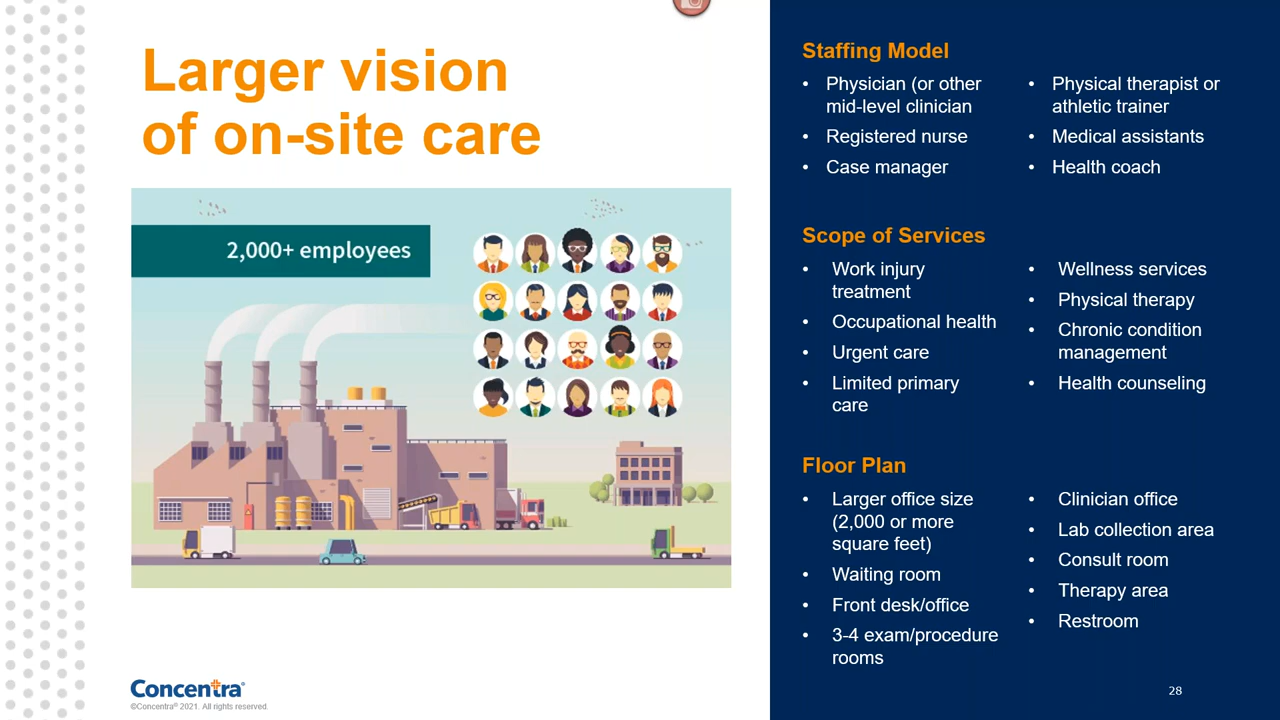 Larger vision
of on-site care
2,000+ employees
Concentra®
©Concentra® 2021. All rights reserved.
Staffing Model
• Physician (or other
mid-level clinician
• Registered nurse
• Case manager
• Physical therapist or
athletic trainer
• Medical assistants
• Health coach
Scope of Services
• Work injury
treatment
• Occupational health
• Urgent care
• Limited primary
care
• Wellness services
• Physical therapy
• Chronic condition
management
• Health counseling
Floor Plan
• Larger office size
(2,000 or more
square feet)
• Waiting room
• Front desk/office
• 3-4 exam/procedure
rooms
• Clinician office
• Lab collection area
• Consult room
• Therapy area
• Restroom
28